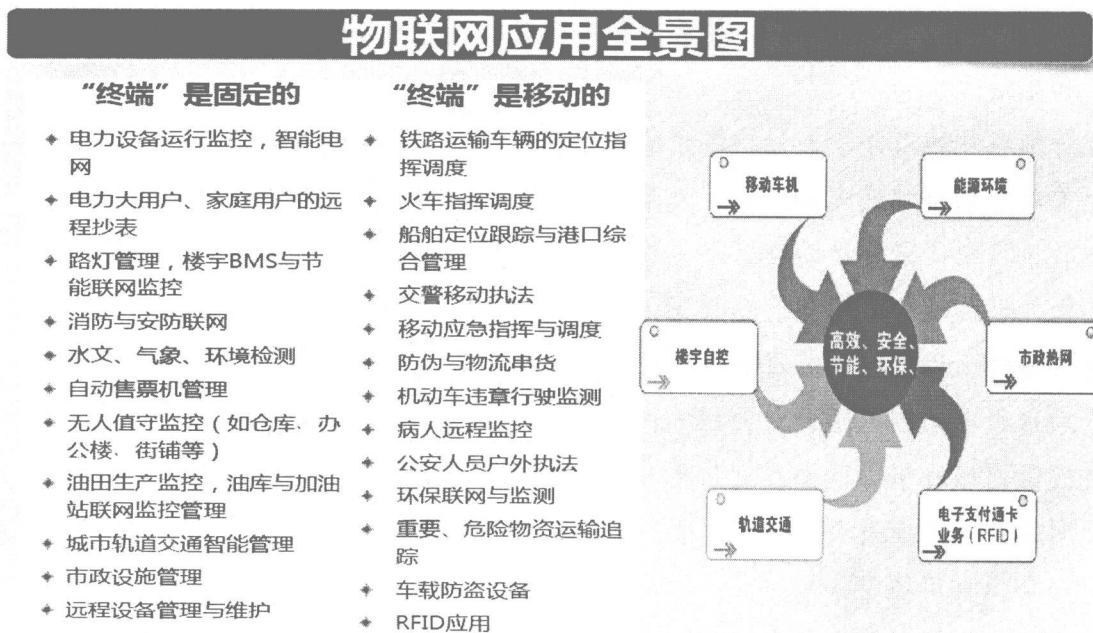 物联网应用全景图
“终端”是固定的
电力设备运行监控，智能电
网
电力大用户、家庭用户的远
程抄表
路灯管理，楼宇BMS与节
能联网监控
消防与安防联网
水文、气象、环境检测
自动售票机管理
无人值守监控（如仓库、办
公楼、街铺等）
油田生产监控，油库与加油
站联网监控管理
城市轨道交通智能管理
市政设施管理
远程设备管理与维护
“终端”是移动的
铁路运输车辆的定位指
挥调度
火车指挥调度
船舶定位跟踪与港口综
合管理
交警移动执法
移动应急指挥与调度
防伪与物流串货
机动车违章行驶监测
病人远程监控
公安人员户外执法
环保联网与监测
重要、危险物资运输追
踪
车载防盗设备
RFID应用
移动车机
能源环境
楼宇自控
高效、安全、
节能、环保、
市政热网
轨道交通
电子支付通卡
业务（RFID）